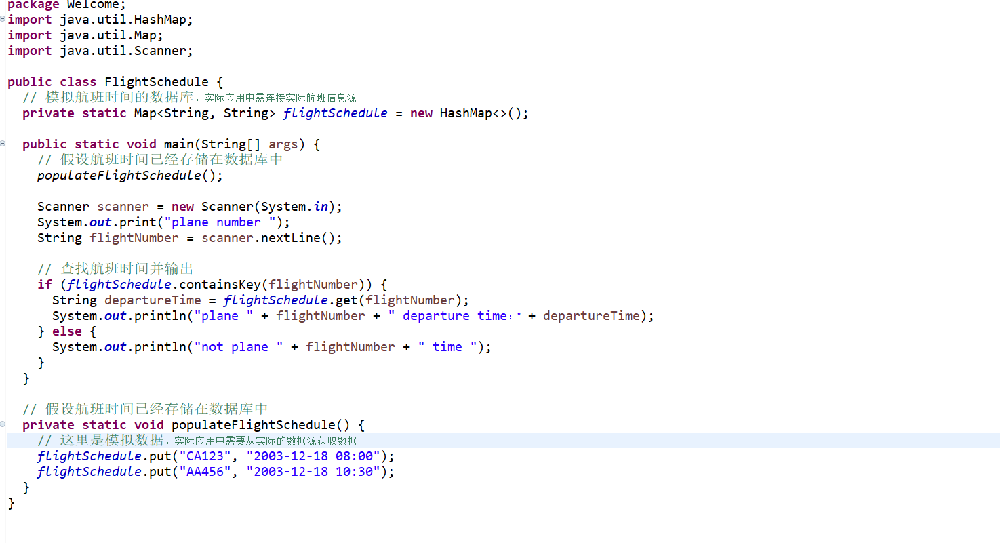 package Welcome;
import java.util.HashMap;
import java.util.Map;
import java.util.Scanner;
public class FlightSchedule {
// 模拟航班时间的数据库，实际应用中需连接实际航班信息源
private static Map<String, String> flightSchedule = new HashMap<>();
public static void main(String[] args) {
// 假设航班时间已经存储在数据库中
populateFlightSchedule();
Scanner scanner = new Scanner(System.in);
System.out.print("plane number ");
String flightNumber = scanner.nextLine();
// 查找航班时间并输出
if (flightSchedule.containsKey(flightNumber)) {
String departureTime = flightSchedule.get(flightNumber);
System.out.println("plane " + flightNumber + " departure time：" + departureTime);
} else {
System.out.println("not plane " + flightNumber + " time ");
}
}
// 假设航班时间已经存储在数据库中
private static void populateFlightSchedule() {
// 这里是模拟数据，实际应用中需要从实际的数据源获取数据
flightSchedule.put("CA123", "2003-12-18 08:00");
flightSchedule.put("AA456", "2003-12-18 10:30");
}
}